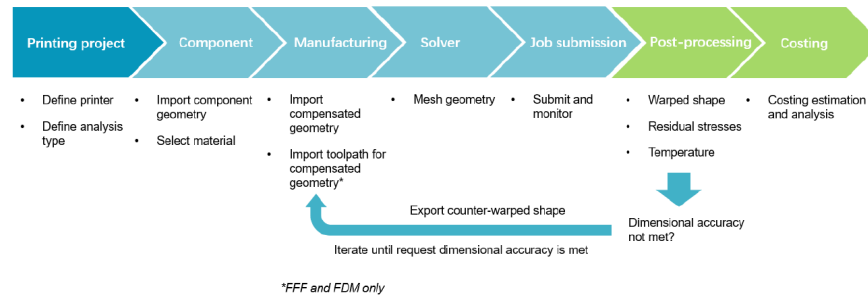 Printing project
Component
Manufacturing
Solver
Job submission
Post-processing
Costing
• Define printer
• Define analysis
type
• Import component
geometry
• Select material
• Import
compensated
geometry
• Import toolpath for
compensated
geometry*
• Mesh geometry
• Submit and
monitor
• Warped shape
• Residual stresses
• Temperature
• Costing estimation
and analysis
Export counter-warped shape
Dimensional accuracy
not met?
Iterate until request dimensional accuracy is met
*FFF and FDM only